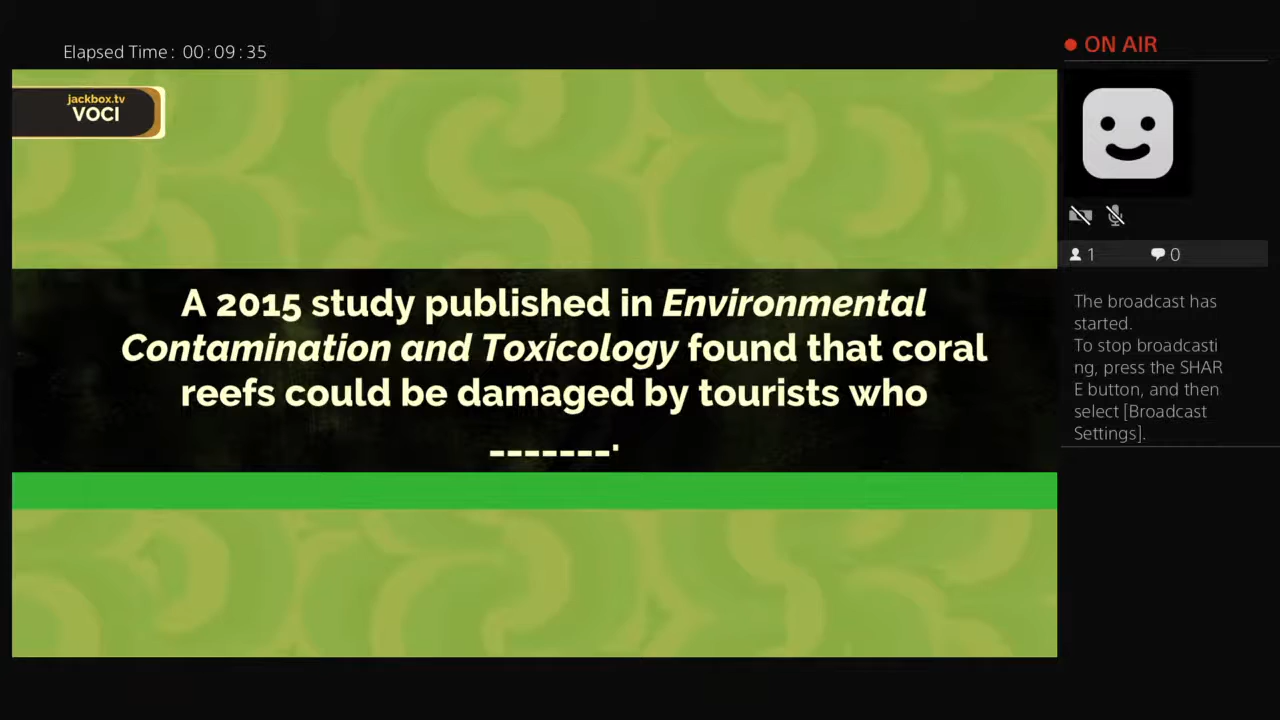 Elapsed Time: 00:09:35
ON AIR
jackbox.tv
VOCI
1 0
A 2015 study published in Environmental
Contamination and Toxicology found that coral
reefs could be damaged by tourists who
_______.
The broadcast has
started.
To stop broadcasti
ng, press the SHAR
E button, and then
select [Broadcast
Settings].